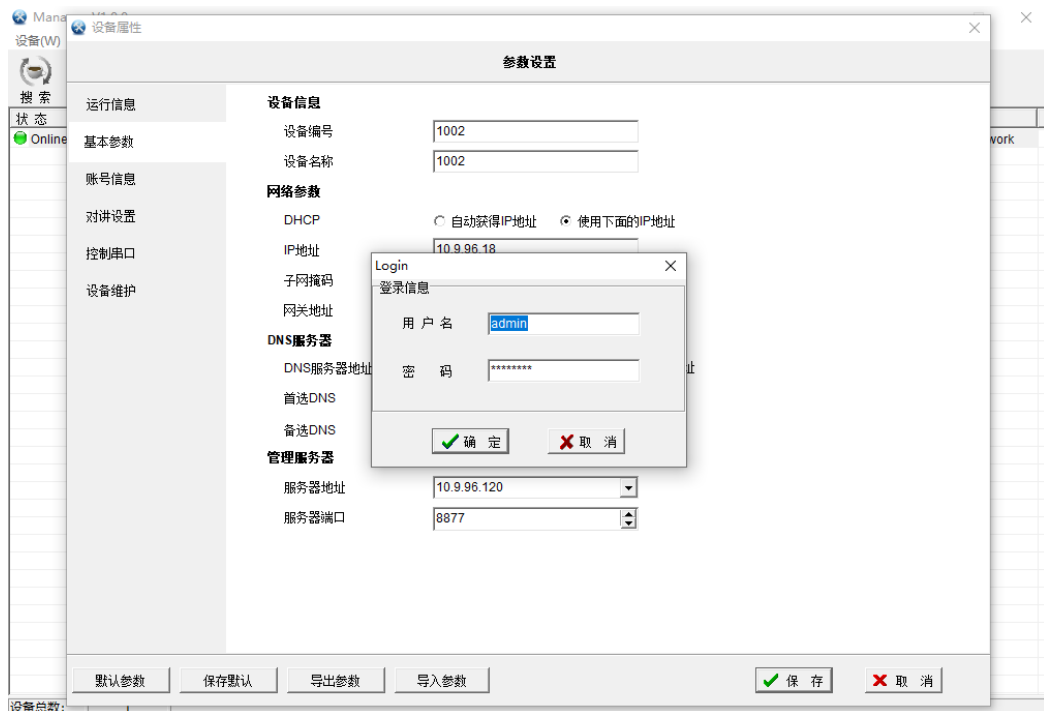 设备属性
设备(W)
参数设置
搜 索
状 态
Online
运行信息
基本参数
账号信息
对讲设置
控制串口
设备维护
设备信息
设备编号 1002
设备名称 1002
网络参数
DHCP 自动获得IP地址 使用下面的IP地址
IP地址 10.9.96.18
子网掩码
网关地址
DNS服务器
DNS服务器地址
首选DNS
备选DNS
管理服务器
服务器地址 10.9.96.120
服务器端口 8877
Login
登录信息
用 户 名 admin
密 码 ********
确 定 取 消
默认参数 保存默认 导出参数 导入参数 保 存 取 消
设备总数: